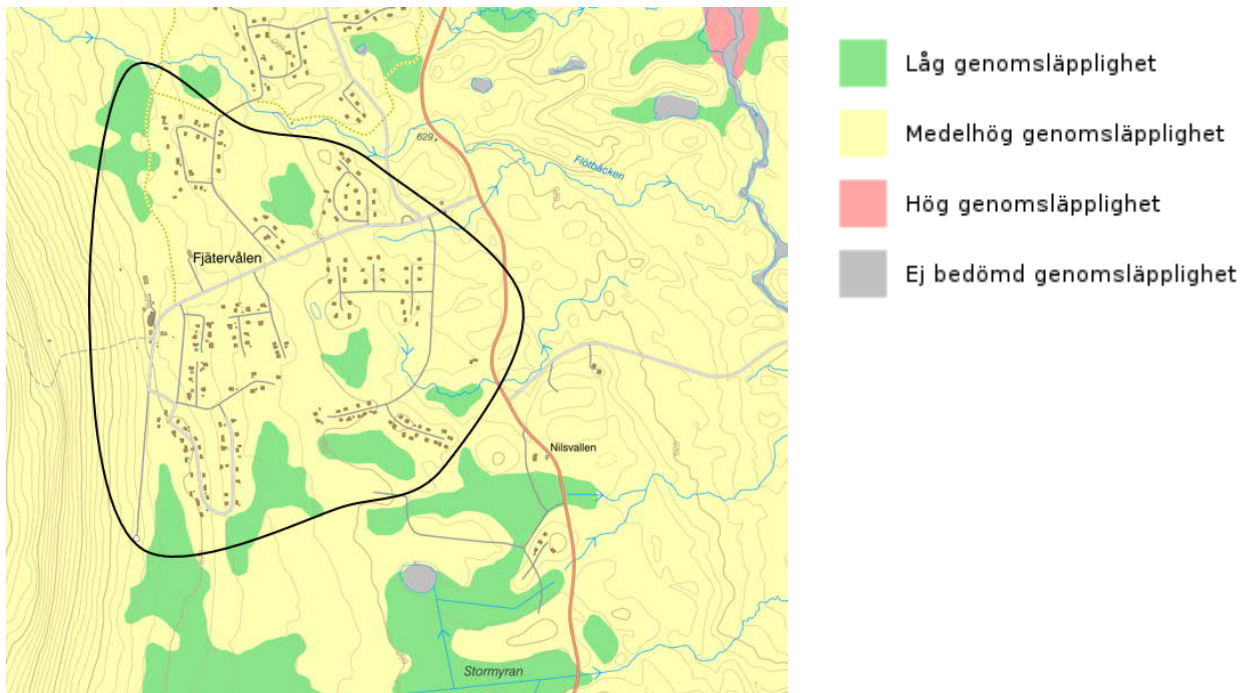 629
Flötbäcken
Fjätervålen
Nilsvallen
Stormyran
Låg genomsläpplighet
Medelhög genomsläpplighet
Hög genomsläpplighet
Ej bedömd genomsläpplighet